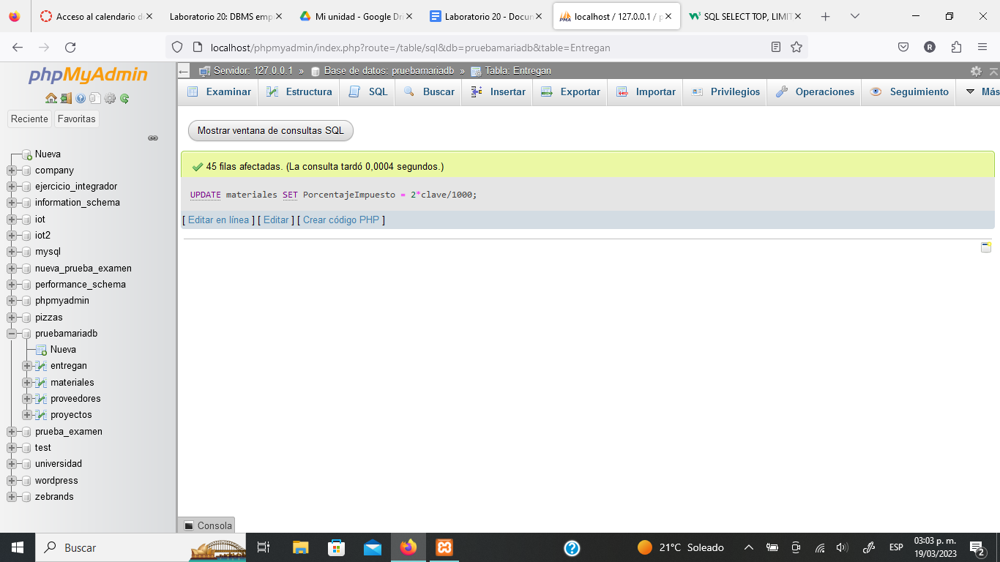 Acceso al calendario d
Laboratorio 20: DBMS emp
Mi unidad - Google Dri
Laboratorio 20 - Docum
localhost / 127.0.0.1 / p
SQL SELECT TOP, LIMIT
localhost/phpmyadmin/index.php?route=/table/sql&db=pruebamariadb&table=Entregan
R
phpMyAdmin
Reciente
Favoritas
Nueva
company
ejercicio_integrador
information_schema
iot
iot2
mysql
nueva_prueba_examen
performance_schema
phpmyadmin
pizzas
pruebamariadb
Nueva
entregan
materiales
proveedores
proyectos
prueba_examen
test
universidad
wordpress
zebrands
Servidor: 127.0.0.1 » Base de datos: pruebamariadb » Tabla: Entregan
Examinar Estructura SQL Buscar Insertar Exportar Importar Privilegios Operaciones Seguimiento Más
Mostrar ventana de consultas SQL
45 filas afectadas. (La consulta tardó 0,0004 segundos.)
UPDATE materiales SET PorcentajeImpuesto = 2*clave/1000;
[ Editar en línea ] [ Editar ] [ Crear código PHP ]
Consola
Buscar
21°C Soleado
ESP
03:03 p. m.
19/03/2023
2